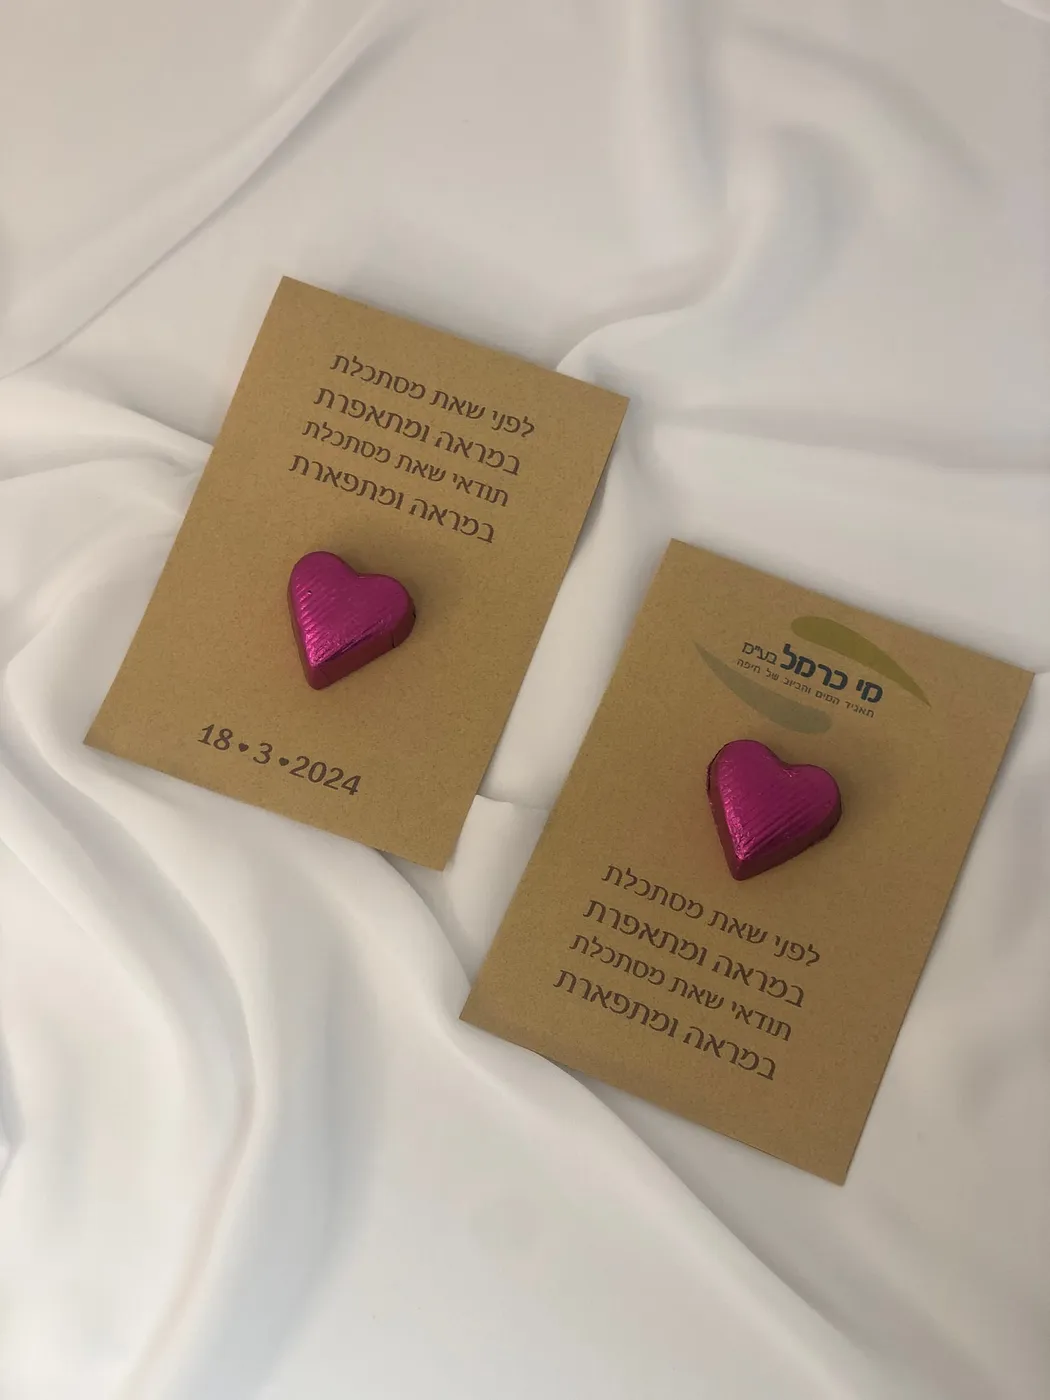 לפני שאת מסתכלת
במראה ומתאפרת
תודאי שאת מסתכלת
במראה ומתפארת
18♥3♥2024
מי כרמל בע"מ
תאגיד המים והביוב של חיפה
לפני שאת מסתכלת
במראה ומתאפרת
תודאי שאת מסתכלת
במראה ומתפארת